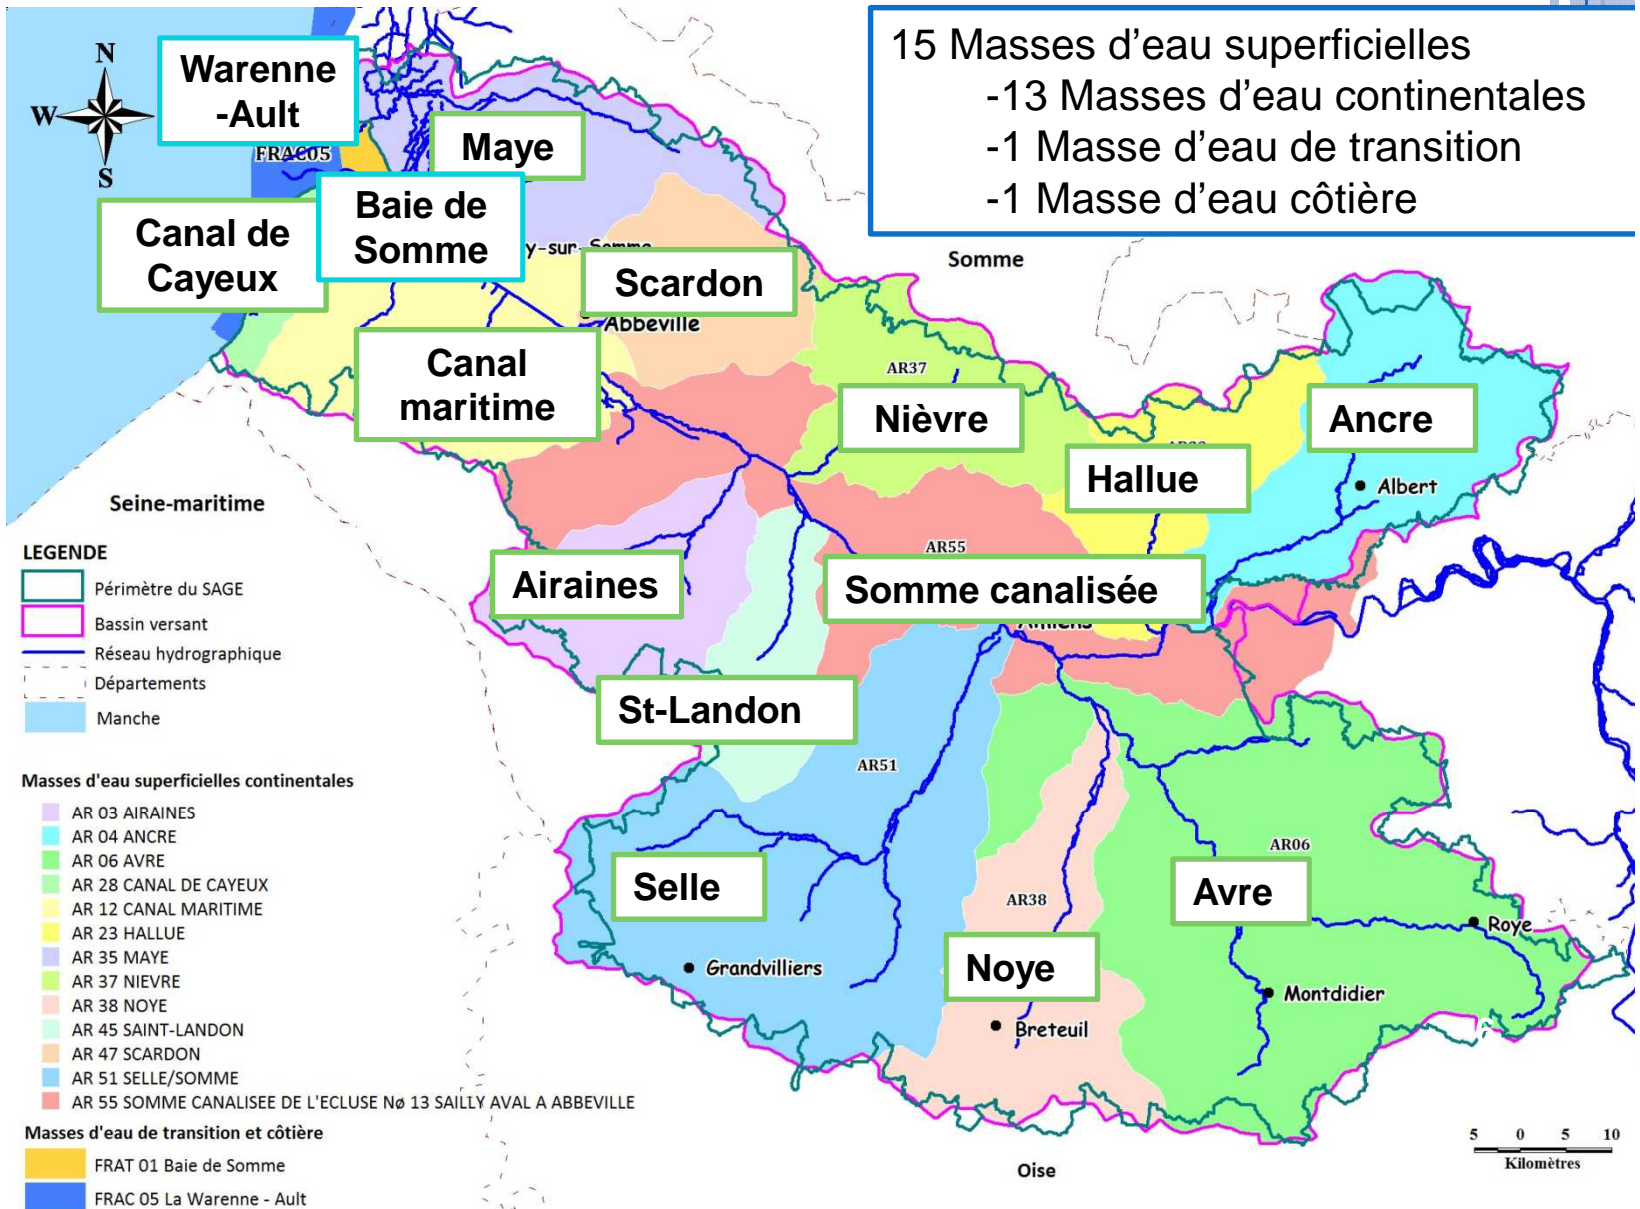 15 Masses d'eau superficielles
-13 Masses d'eau continentales
-1 Masse d'eau de transition
-1 Masse d'eau côtière
N
W
E
S
Warenne
-Ault
FRAC05
Maye
Baie de
Somme
Canal de
Cayeux
y-sur-Somme
Scardon
Abbeville
Somme
Canal
maritime
AR37
Nièvre
Ancre
Hallue
Albert
Seine-maritime
AR55
Airaines
Somme canalisée
Amiens
St-Landon
AR51
AR06
Selle
AR38
Avre
Roye
Noye
Grandvilliers
Montdidier
Breteuil
Oise
LEGENDE
Périmètre du SAGE
Bassin versant
Réseau hydrographique
Départements
Manche
Masses d'eau superficielles continentales
AR 03 AIRAINES
AR 04 ANCRE
AR 06 AVRE
AR 28 CANAL DE CAYEUX
AR 12 CANAL MARITIME
AR 23 HALLUE
AR 35 MAYE
AR 37 NIEVRE
AR 38 NOYE
AR 45 SAINT-LANDON
AR 47 SCARDON
AR 51 SELLE/SOMME
AR 55 SOMME CANALISEE DE L'ECLUSE Nø 13 SAILLY AVAL A ABBEVILLE
Masses d'eau de transition et côtière
FRAT 01 Baie de Somme
FRAC 05 La Warenne - Ault
5 0 5 10
Kilomètres
6